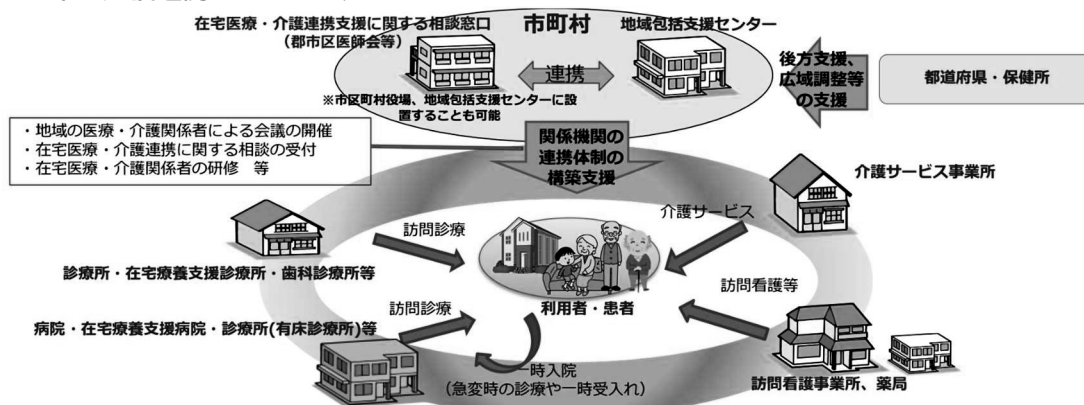 市町村
在宅医療・介護連携支援に関する相談窓口
（郡市区医師会等）
地域包括支援センター
連携
※市区町村役場、地域包括支援センターに設
置することも可能
後方支援、
広域調整等
の支援
都道府県・保健所
・地域の医療・介護関係者による会議の開催
・在宅医療・介護連携に関する相談の受付
・在宅医療・介護関係者の研修　等
関係機関の
連携体制の
構築支援
介護サービス事業所
介護サービス
訪問診療
診療所・在宅療養支援診療所・歯科診療所等
利用者・患者
訪問看護等
訪問診療
病院・在宅療養支援病院・診療所(有床診療所)等
一時入院
（急変時の診療や一時受入れ）
訪問看護事業所、薬局